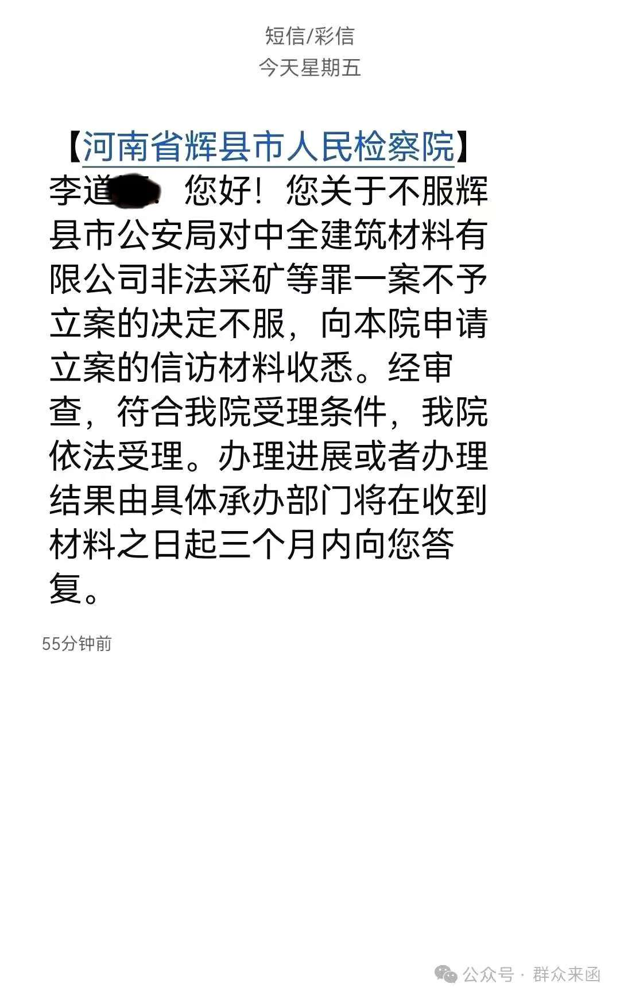 短信/彩信
今天星期五
【河南省辉县市人民检察院】
李道 您好！您关于不服辉
县市公安局对中全建筑材料有
限公司非法采矿等罪一案不予
立案的决定不服，向本院申请
立案的信访材料收悉。经审
查，符合我院受理条件，我院
依法受理。办理进展或者办理
结果由具体承办部门将在收到
材料之日起三个月内向您答
复。
55分钟前
公众号 · 群众来函